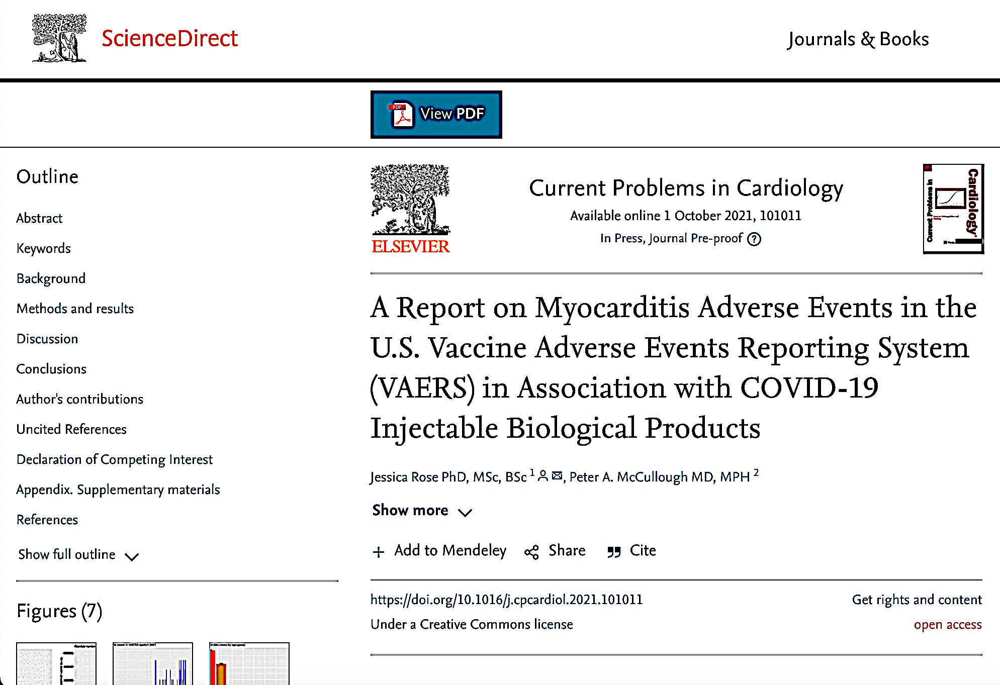 ScienceDirect
Journals & Books
PDF
View PDF
Outline
Abstract
Keywords
Background
Methods and results
Discussion
Conclusions
Author's contributions
Uncited References
Declaration of Competing Interest
Appendix. Supplementary materials
References
Show full outline
Figures (7)
ELSEVIER
Current Problems in Cardiology
Available online 1 October 2021, 101011
In Press, Journal Pre-proof ?
Current Problems in
Cardiology
A Report on Myocarditis Adverse Events in the
U.S. Vaccine Adverse Events Reporting System
(VAERS) in Association with COVID-19
Injectable Biological Products
Jessica Rose PhD, MSc, BSc 1, Peter A. McCullough MD, MPH 2
Show more
+ Add to Mendeley Share Cite
https://doi.org/10.1016/j.cpcardiol.2021.101011
Get rights and content
Under a Creative Commons license
open access